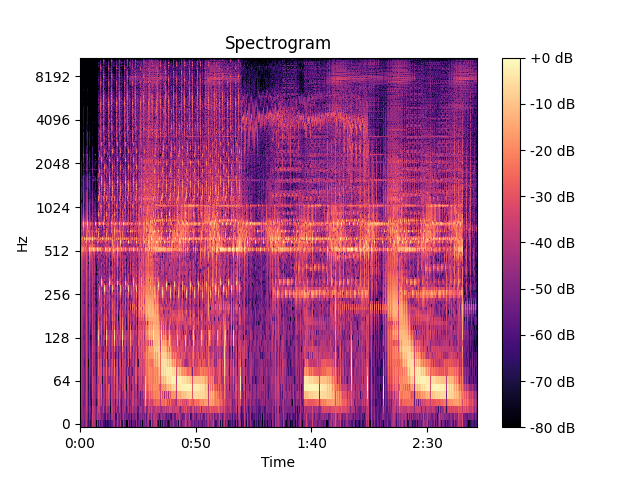 Spectrogram
8192
4096
2048
1024
512
256
128
64
0
Hz
0:00
0:50
1:40
2:30
Time
+0 dB
-10 dB
-20 dB
-30 dB
-40 dB
-50 dB
-60 dB
-70 dB
-80 dB